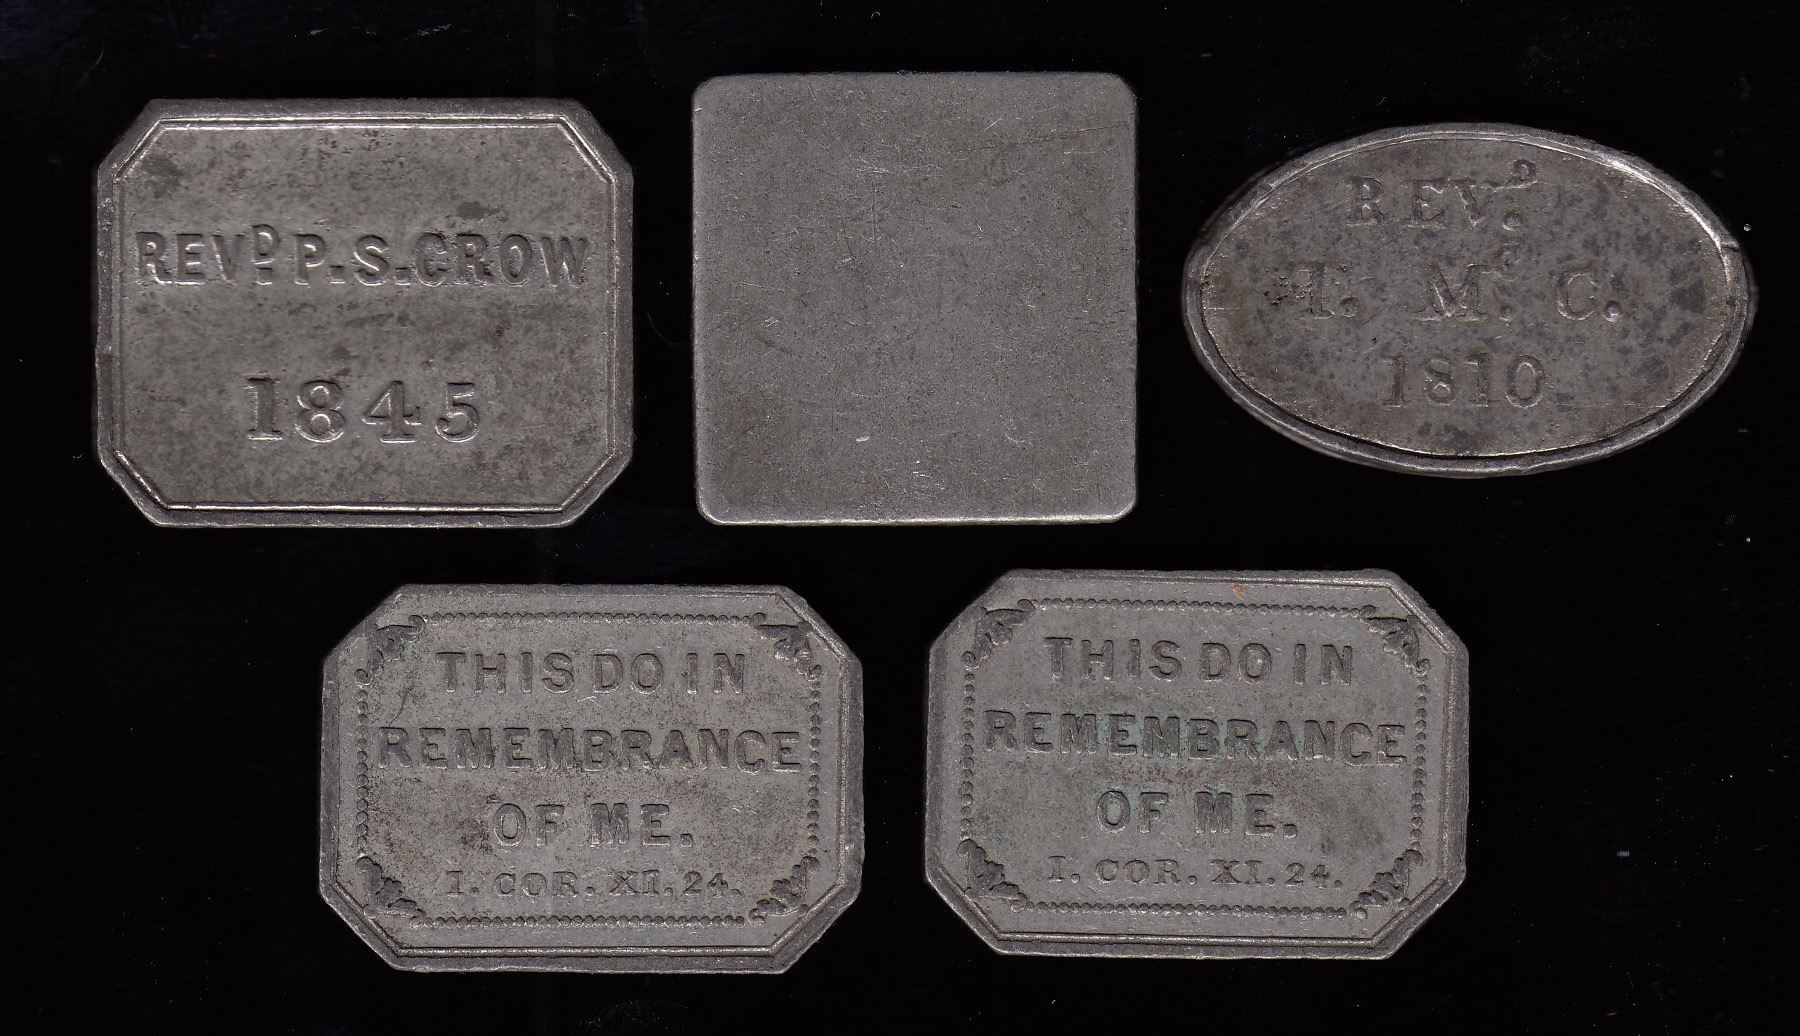 REVD. P.S.CROW
1845
REVD.
T. M.C C.
1810
THIS DO IN
REMEMBRANCE
OF ME.
I. COR. XI. 24.
THIS DO IN
REMEMBRANCE
OF ME.
I. COR. XI. 24.